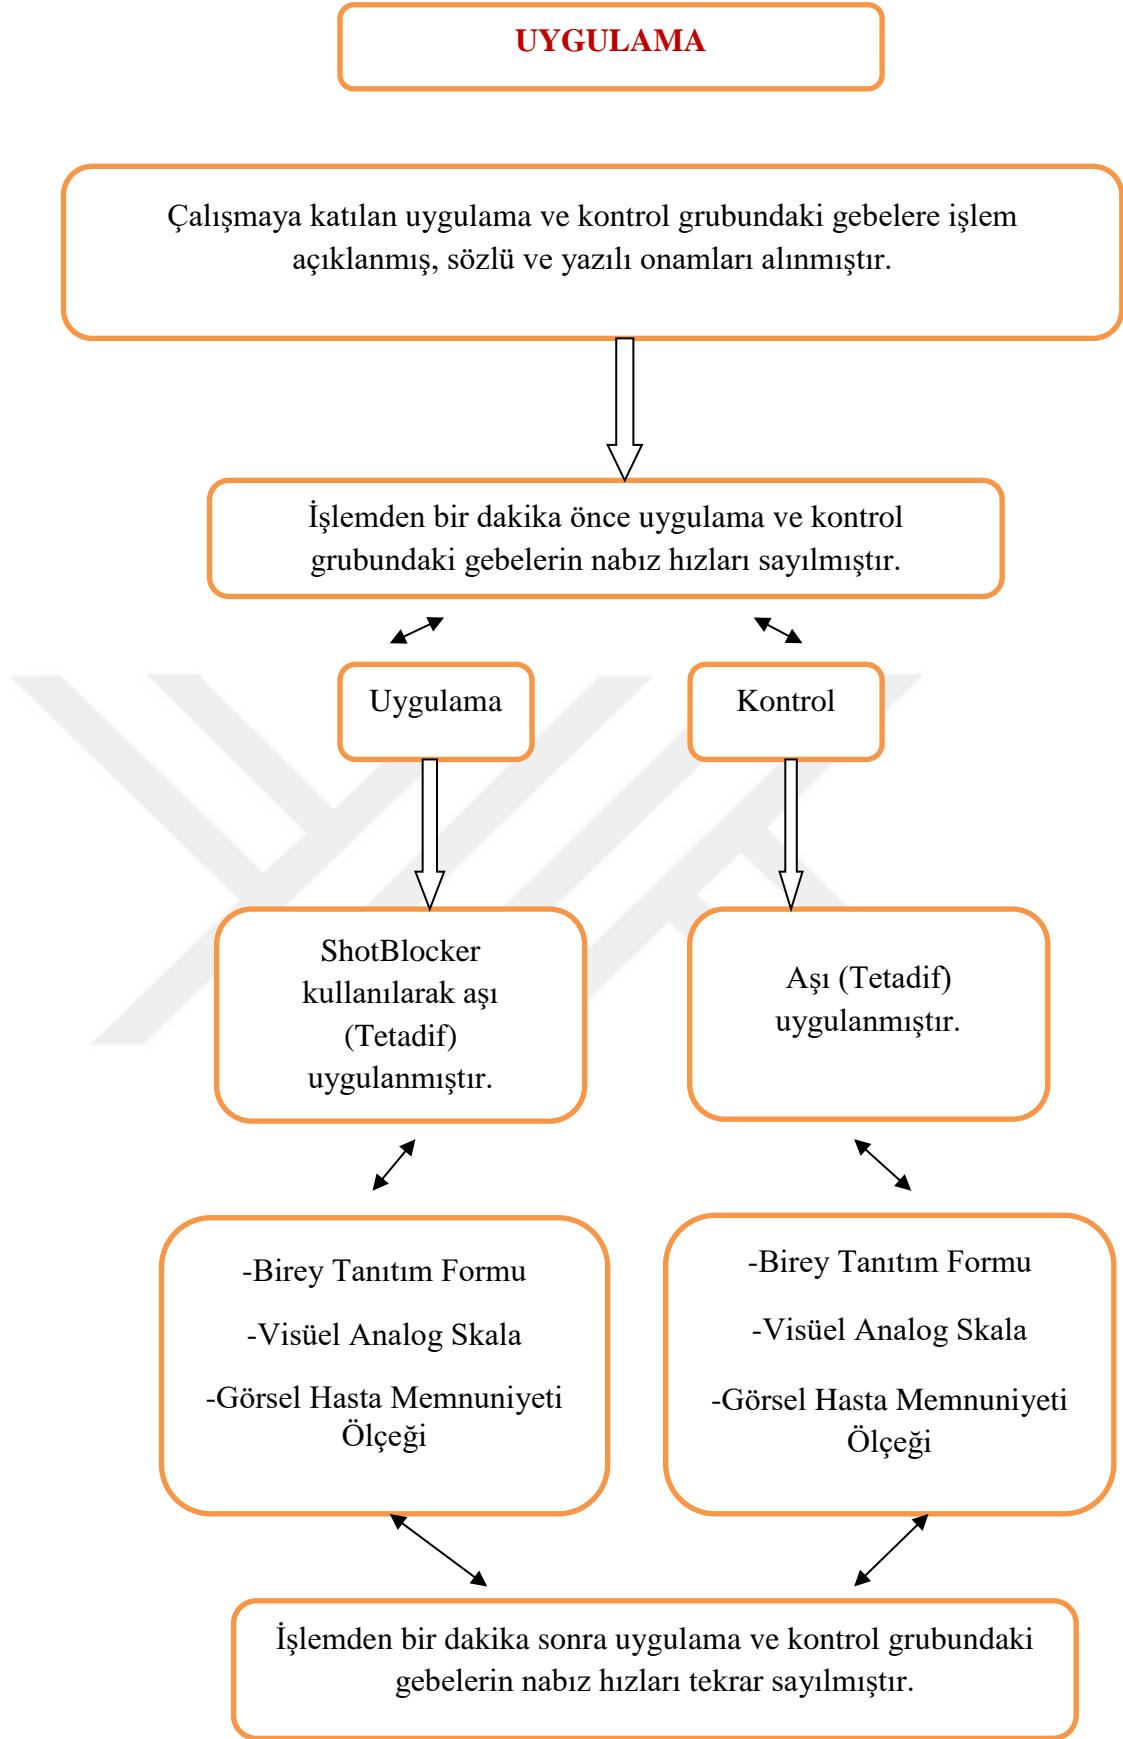 UYGULAMA
Çalışmaya katılan uygulama ve kontrol grubundaki gebelere işlem
açıklanmış, sözlü ve yazılı onamları alınmıştır.
İşlemden bir dakika önce uygulama ve kontrol
grubundaki gebelerin nabız hızları sayılmıştır.
Uygulama
Kontrol
ShotBlocker
kullanılarak aşı
(Tetadif)
uygulanmıştır.
Aşı (Tetadif)
uygulanmıştır.
-Birey Tanıtım Formu
-Visüel Analog Skala
-Görsel Hasta Memnuniyeti
Ölçeği
-Birey Tanıtım Formu
-Visüel Analog Skala
-Görsel Hasta Memnuniyeti
Ölçeği
İşlemden bir dakika sonra uygulama ve kontrol grubundaki
gebelerin nabız hızları tekrar sayılmıştır.